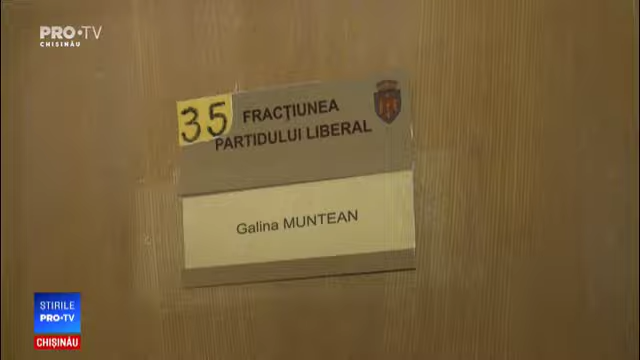 PRO•TV
CHIȘINĂU
35
FRACȚIUNEA
PARTIDULUI LIBERAL
Galina MUNTEAN
STIRILE
PRO•TV
CHIȘINĂU